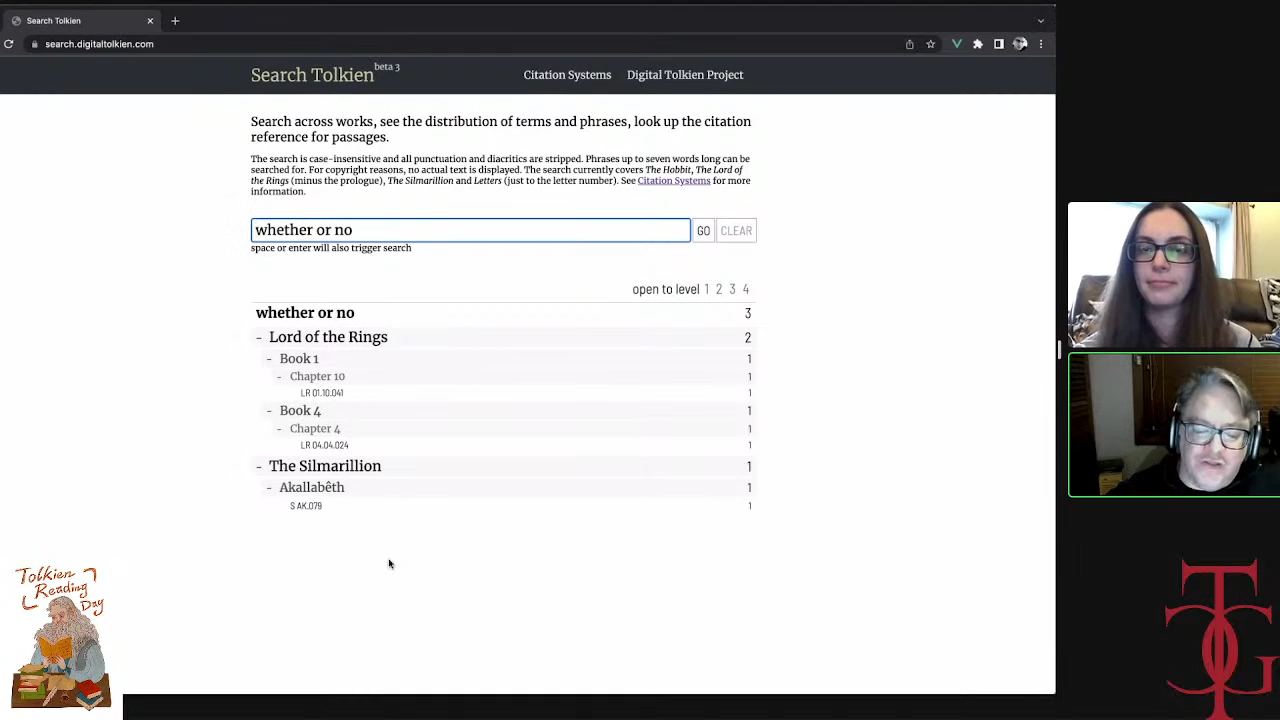 Search Tolkien
search.digitaltolkien.com
Search Tolkien beta 3
Citation Systems
Digital Tolkien Project
Search across works, see the distribution of terms and phrases, look up the citation
reference for passages.
The search is case-insensitive and all punctuation and diacritics are stripped. Phrases up to seven words long can be
searched for. For copyright reasons, no actual text is displayed. The search currently covers The Hobbit, The Lord of
the Rings (minus the prologue), The Silmarillion and Letters (just to the letter number). See Citation Systems for more
information.
whether or no
GO
CLEAR
space or enter will also trigger search
open to level 1 2 3 4
whether or no 3
- Lord of the Rings 2
- Book 1 1
- Chapter 10 1
LR 01.10.041 1
- Book 4 1
- Chapter 4 1
LR 04.04.024 1
- The Silmarillion 1
- Akallabêth 1
S AK.079 1
Tolkien
Reading
Day
TCG